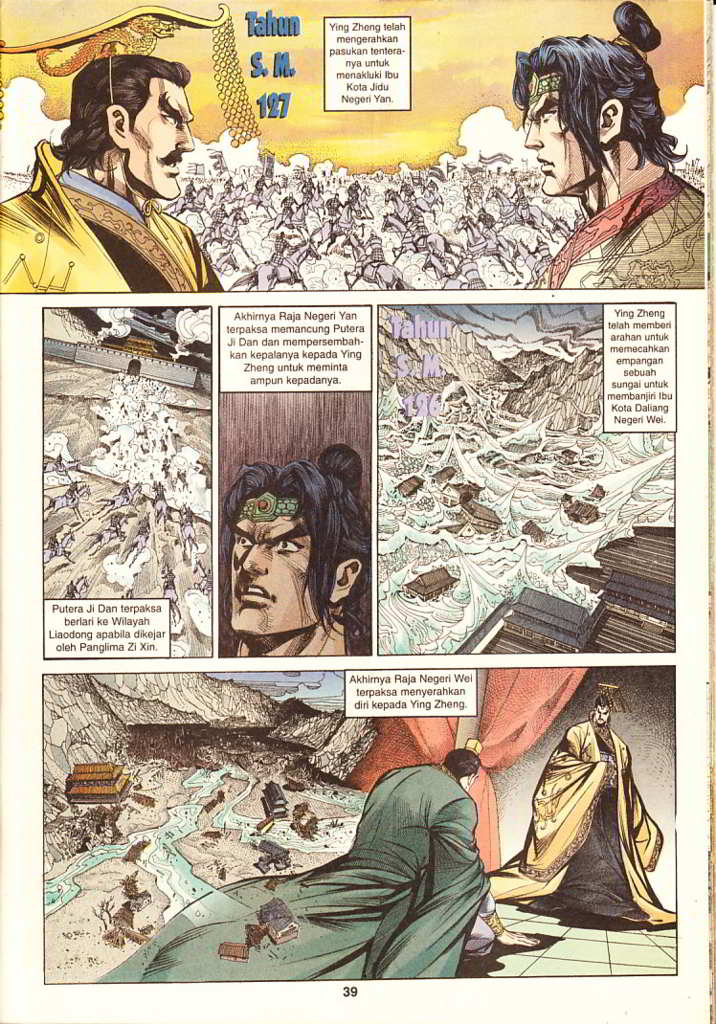 Tahun
S. M.
127
Ying Zheng telah
mengerahkan
pasukan tentera-
nya untuk
menakluki Ibu
Kota Jidu
Negeri Yan.
Putera Ji Dan terpaksa
berlari ke Wilayah
Liaodong apabila dikejar
oleh Panglima Zi Xin.
Akhirnya Raja Negeri Yan
terpaksa memancung Putera
Ji Dan dan mempersembah-
kan kepalanya kepada Ying
Zheng untuk meminta
ampun kepadanya.
Tahun
S. M.
126
Ying Zheng
telah memberi
arahan untuk
memecahkan
empangan
sungai untuk
membanjiri Ibu
Kota Daliang
Negeri Wei.
Akhirnya Raja Negeri Wei
terpaksa menyerahkan
diri kepada Ying Zheng.
39